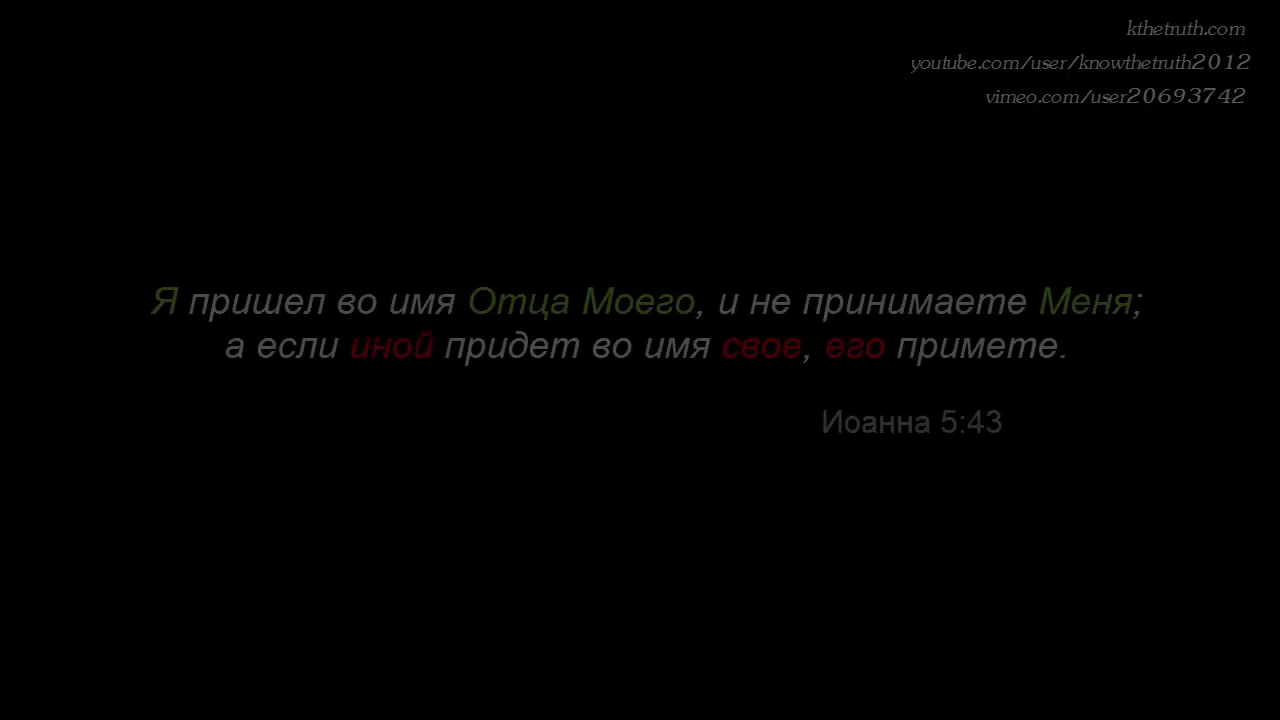 kthetruth.com
youtube.com/user/knowthetruth2012
vimeo.com/user20693742
Я пришел во имя Отца Моего, и не принимаете Меня;
а если иной придет во имя свое, его примете.
Иоанна 5:43